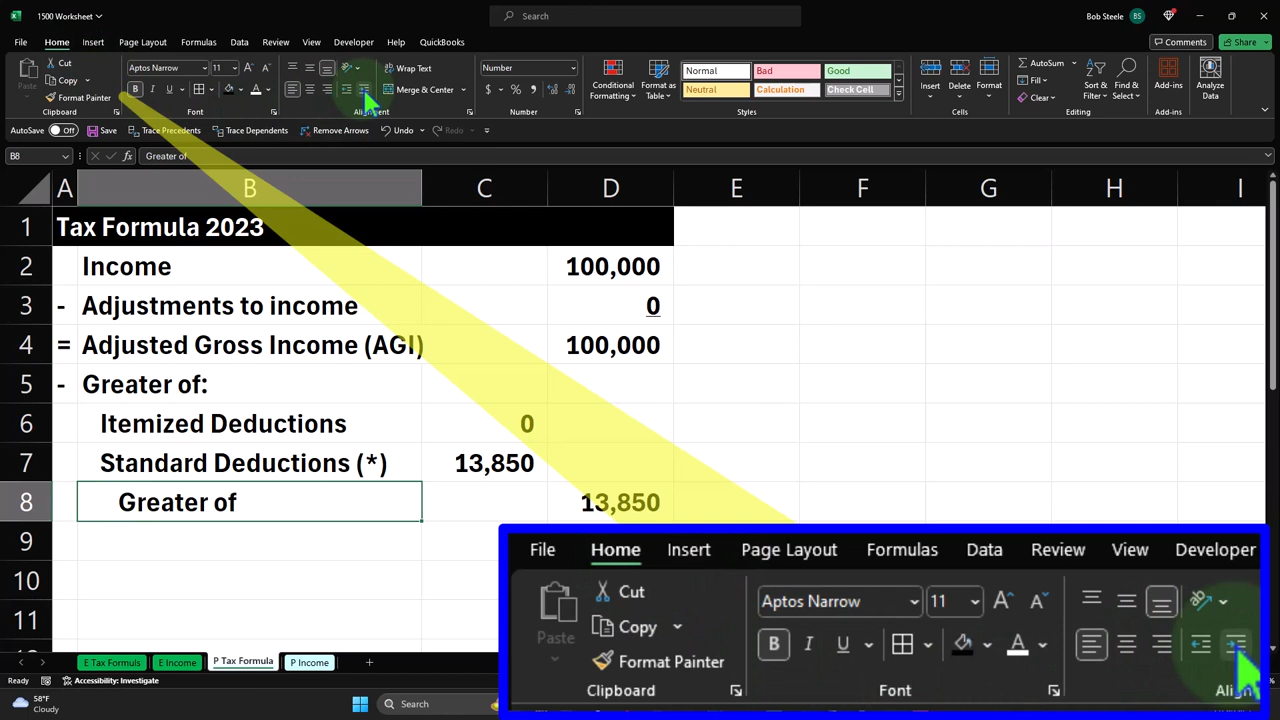 1500 Worksheet
Search
Bob Steele BS
File Home Insert Page Layout Formulas Data Review View Developer Help QuickBooks
Comments Share
Cut
Format Painter
Paste
Clipboard
Aptos Narrow 11
B I U
Font
Wrap Text
Merge & Center
Alignment
Number
$ % 9
Number
Conditional Formatting
Format as Table
Normal Bad Good
Neutral Calculation Check Cell
Styles
Insert Delete Format
Cells
AutoSum
Fill
Clear
Sort & Filter
Find & Select
Editing
Add-ins
Add-ins
Analyze Data
AutoSave Off Save Trace Precedents Trace Dependents Remove Arrows Undo Redo
B8 fx Greater of
A B C D E F G H I
1 Tax Formula 2023
2 Income 100,000
3 - Adjustments to income 0
4 = Adjusted Gross Income (AGI) 100,000
5 - Greater of:
6 Itemized Deductions 0
7 Standard Deductions (*) 13,850
8 Greater of 13,850
9
10
11
File Home Insert Page Layout Formulas Data Review View Developer
Cut
Copy
Format Painter
Paste
Clipboard
Aptos Narrow 11
B I U
Font
Align
E Tax Formuls E Income P Tax Formula P Income
Ready Accessibility: Investigate
58°F
Cloudy
Search